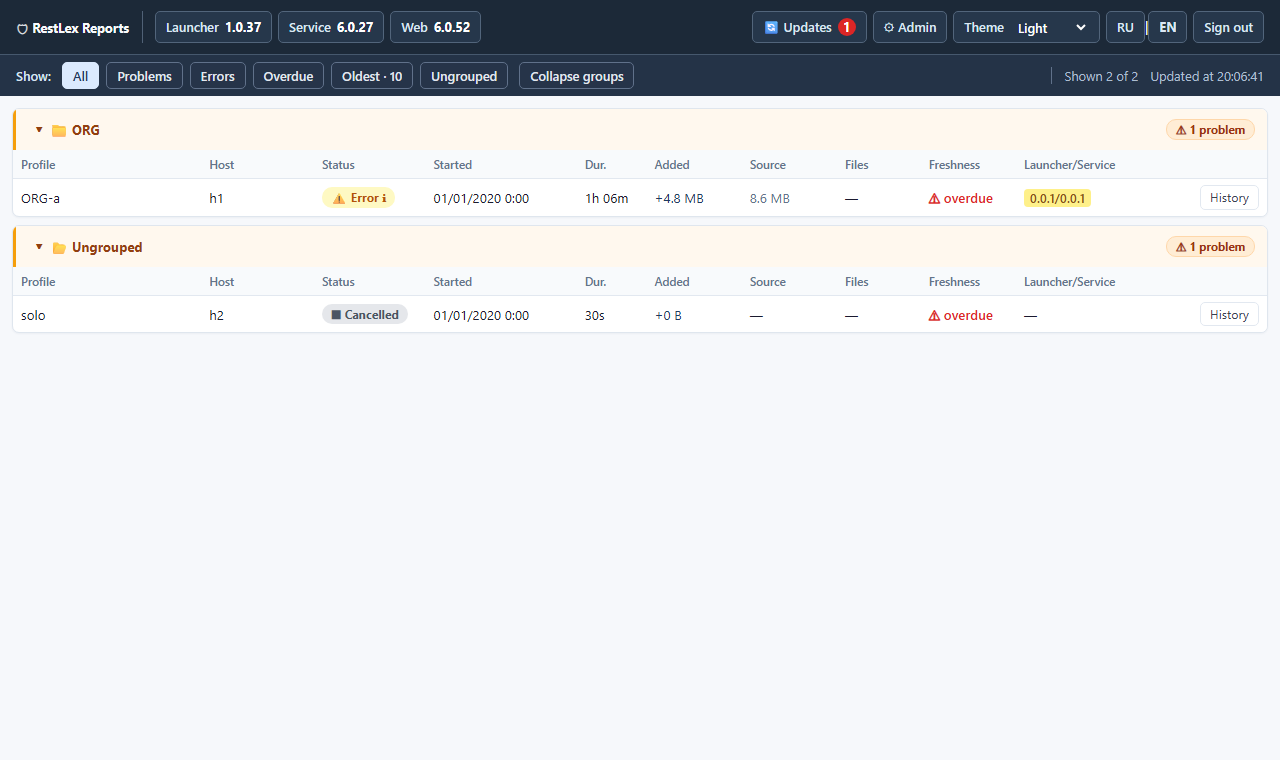 RestLex Reports Launcher 1.0.37 Service 6.0.27 Web 6.0.52 Updates 1 Admin Theme Light RU | EN Sign out
Show: All Problems Errors Overdue Oldest · 10 Ungrouped Collapse groups Shown 2 of 2 Updated at 20:06:41
▼ ORG ⚠ 1 problem
Profile Host Status Started Dur. Added Source Files Freshness Launcher/Service
ORG-a h1 ⚠ Error ℹ 01/01/2020 0:00 1h 06m +4.8 MB 8.6 MB — ⚠ overdue 0.0.1/0.0.1 History
▼ Ungrouped ⚠ 1 problem
Profile Host Status Started Dur. Added Source Files Freshness Launcher/Service
solo h2 ■ Cancelled 01/01/2020 0:00 30s +0 B — — ⚠ overdue — History